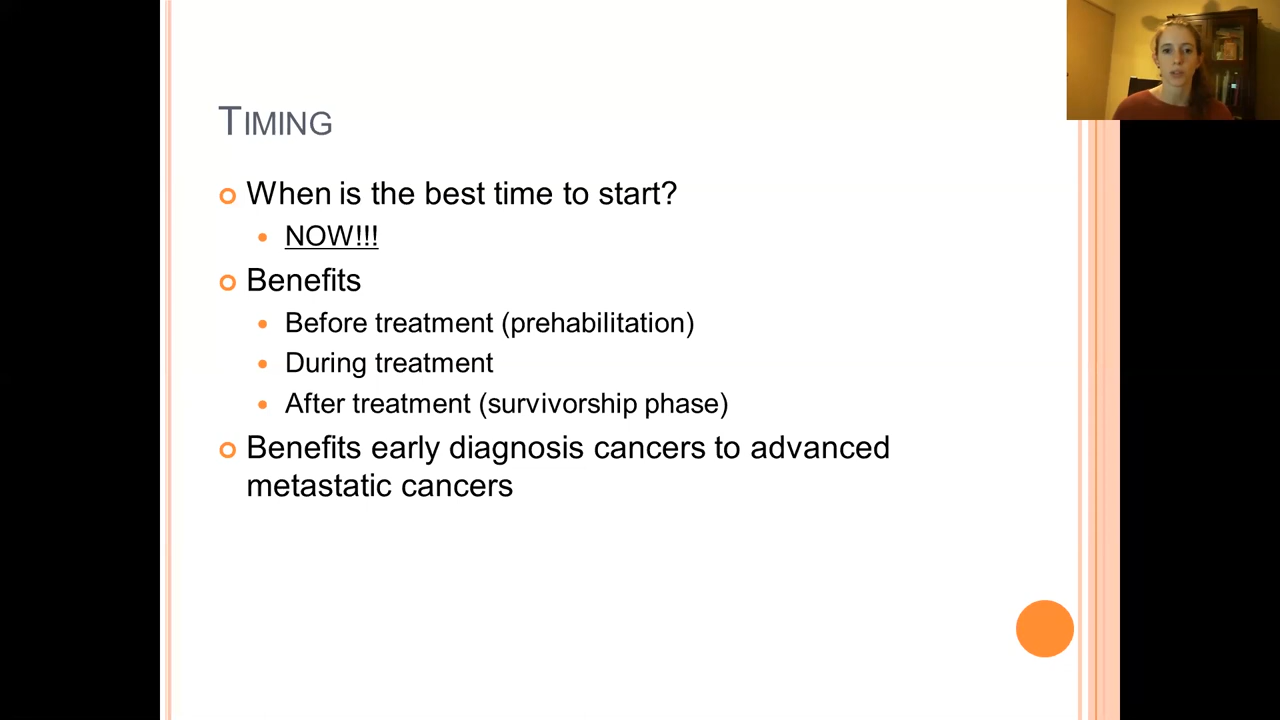 TIMING
When is the best time to start?
NOW!!!
Benefits
Before treatment (prehabilitation)
During treatment
After treatment (survivorship phase)
Benefits early diagnosis cancers to advanced
metastatic cancers